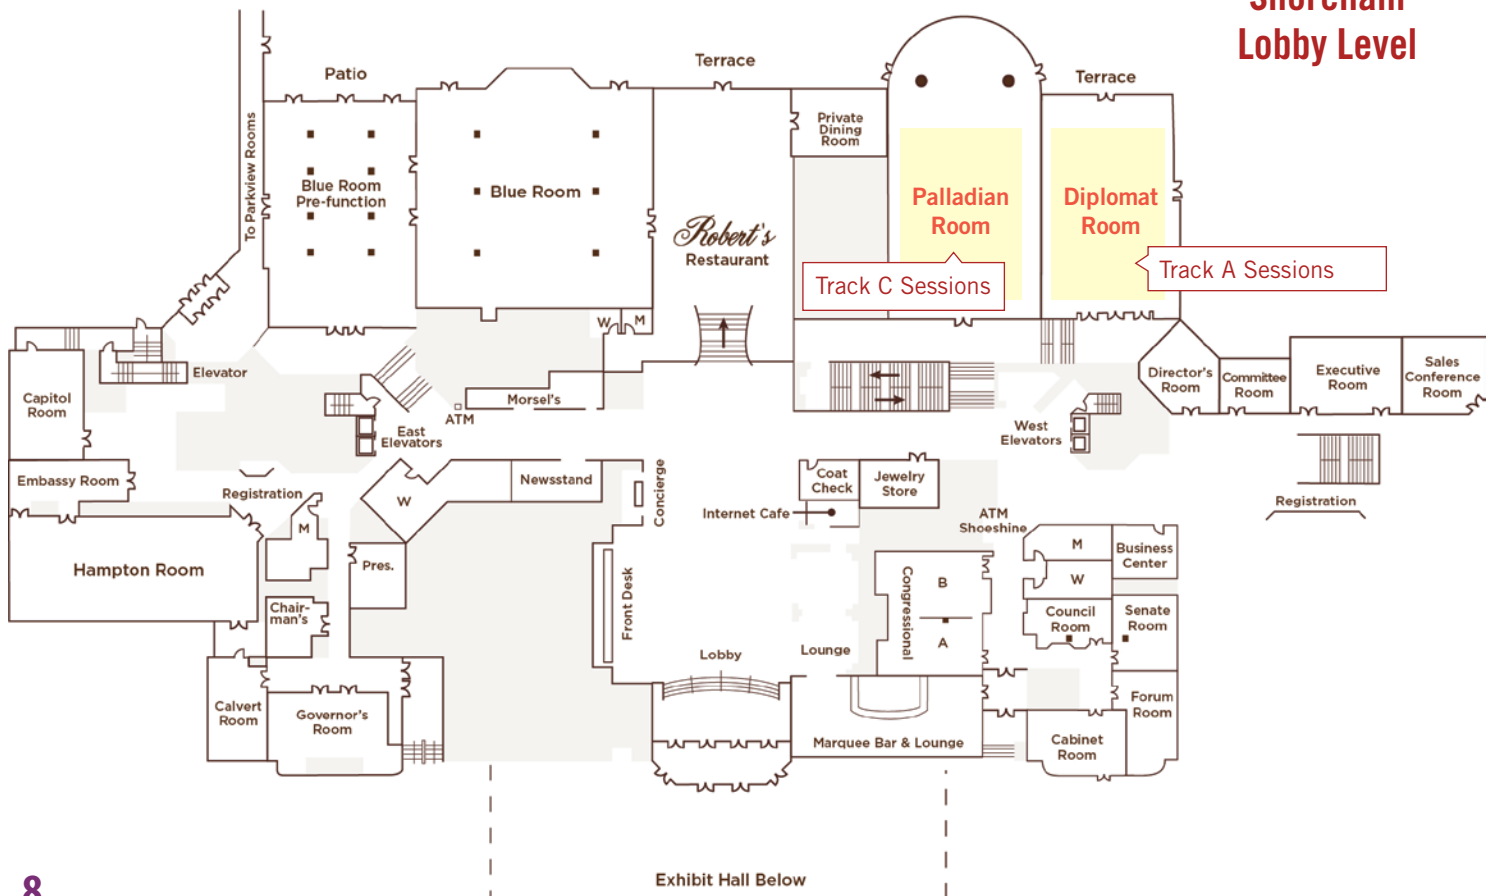 Shoreham
Lobby Level
Patio
Terrace
Terrace
To Parkview Rooms
Blue Room
Pre-function
Blue Room
Robert's
Restaurant
Private
Dining
Room
Palladian
Room
Diplomat
Room
Track C Sessions
Track A Sessions
W
M
Elevator
Capitol
Room
Morsel's
ATM
East
Elevators
West
Elevators
Director's
Room
Committee
Room
Executive
Room
Sales
Conference
Room
Embassy Room
Registration
W
Newsstand
Concierge
Coat
Check
Jewelry
Store
Internet Cafe
ATM
Shoeshine
Registration
M
Hampton Room
Pres.
Chair-
man's
Front Desk
Congressional
B
A
M
W
Business
Center
Council
Room
Senate
Room
Lobby
Lounge
Calvert
Room
Governor's
Room
Marquee Bar & Lounge
Cabinet
Room
Forum
Room
Exhibit Hall Below
8